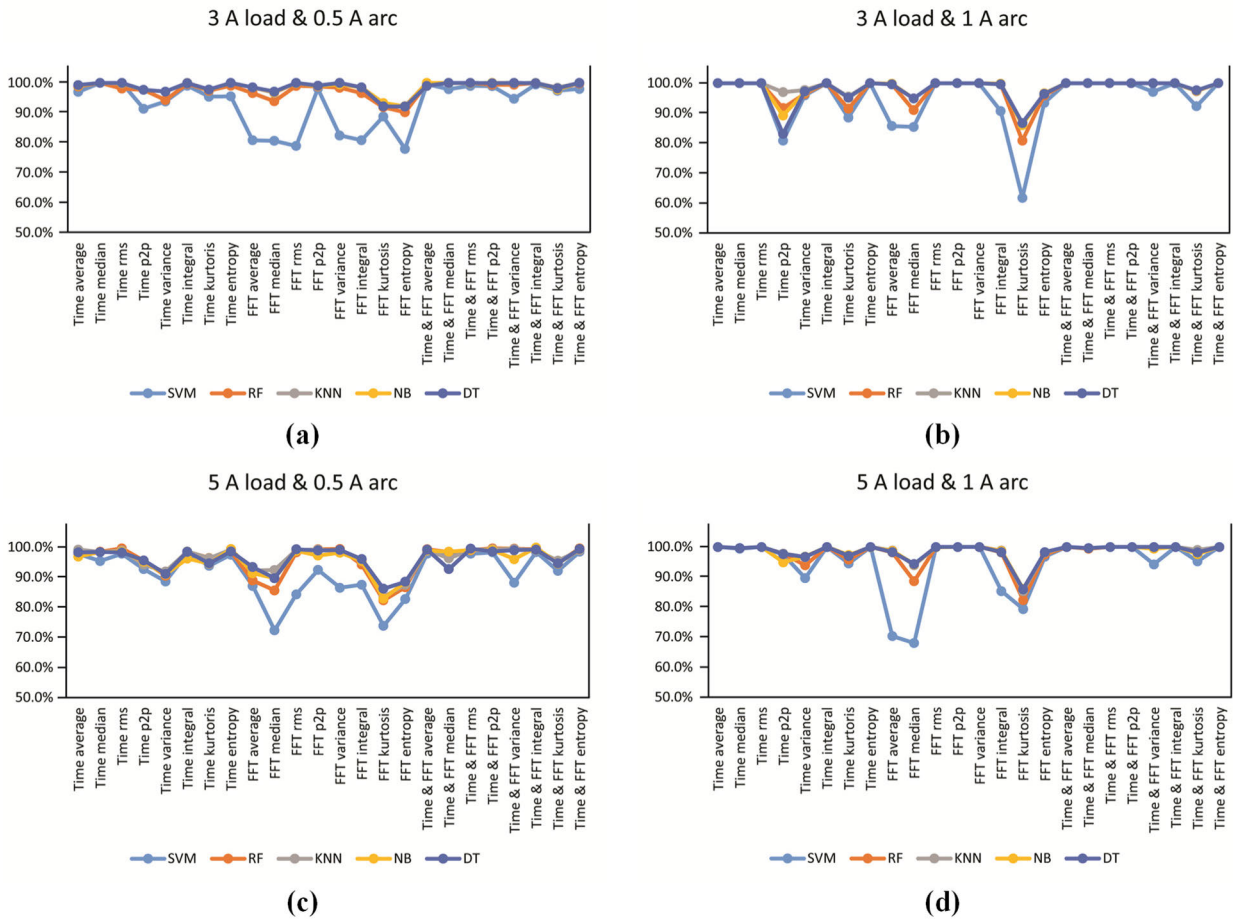 3 A load & 0.5 A arc
100.0%
90.0%
80.0%
70.0%
60.0%
50.0%
Time average
Time median
Time rms
Time p2p
Time variance
Time integral
Time kurtoris
Time entropy
FFT average
FFT median
FFT rms
FFT p2p
FFT variance
FFT integral
FFT kurtosis
FFT entropy
Time & FFT average
Time & FFT median
Time & FFT rms
Time & FFT p2p
Time & FFT variance
Time & FFT integral
Time & FFT kurtosis
Time & FFT entropy
SVM RF KNN NB DT
(a)
3 A load & 1 A arc
100.0%
90.0%
80.0%
70.0%
60.0%
50.0%
Time average
Time median
Time rms
Time p2p
Time variance
Time integral
Time kurtoris
Time entropy
FFT average
FFT median
FFT rms
FFT p2p
FFT variance
FFT integral
FFT kurtosis
FFT entropy
Time & FFT average
Time & FFT median
Time & FFT rms
Time & FFT p2p
Time & FFT variance
Time & FFT integral
Time & FFT kurtosis
Time & FFT entropy
SVM RF KNN NB DT
(b)
5 A load & 0.5 A arc
100.0%
90.0%
80.0%
70.0%
60.0%
50.0%
Time average
Time median
Time rms
Time p2p
Time variance
Time integral
Time kurtoris
Time entropy
FFT average
FFT median
FFT rms
FFT p2p
FFT variance
FFT integral
FFT kurtosis
FFT entropy
Time & FFT average
Time & FFT median
Time & FFT rms
Time & FFT p2p
Time & FFT variance
Time & FFT integral
Time & FFT kurtosis
Time & FFT entropy
SVM RF KNN NB DT
(c)
5 A load & 1 A arc
100.0%
90.0%
80.0%
70.0%
60.0%
50.0%
Time average
Time median
Time rms
Time p2p
Time variance
Time integral
Time kurtoris
Time entropy
FFT average
FFT median
FFT rms
FFT p2p
FFT variance
FFT integral
FFT kurtosis
FFT entropy
Time & FFT average
Time & FFT median
Time & FFT rms
Time & FFT p2p
Time & FFT variance
Time & FFT integral
Time & FFT kurtosis
Time & FFT entropy
SVM RF KNN NB DT
(d)